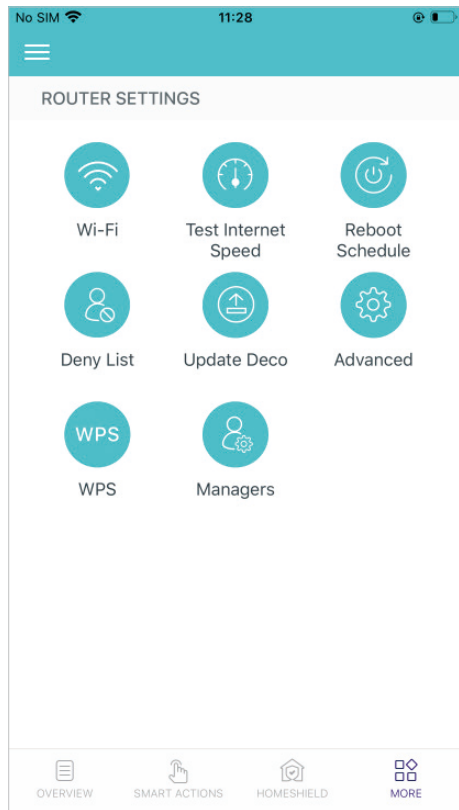 No SIM 11:28
ROUTER SETTINGS
Wi-Fi
Test Internet
Speed
Reboot
Schedule
Deny List
Update Deco
Advanced
WPS
WPS
Managers
OVERVIEW SMART ACTIONS HOMESHIELD MORE